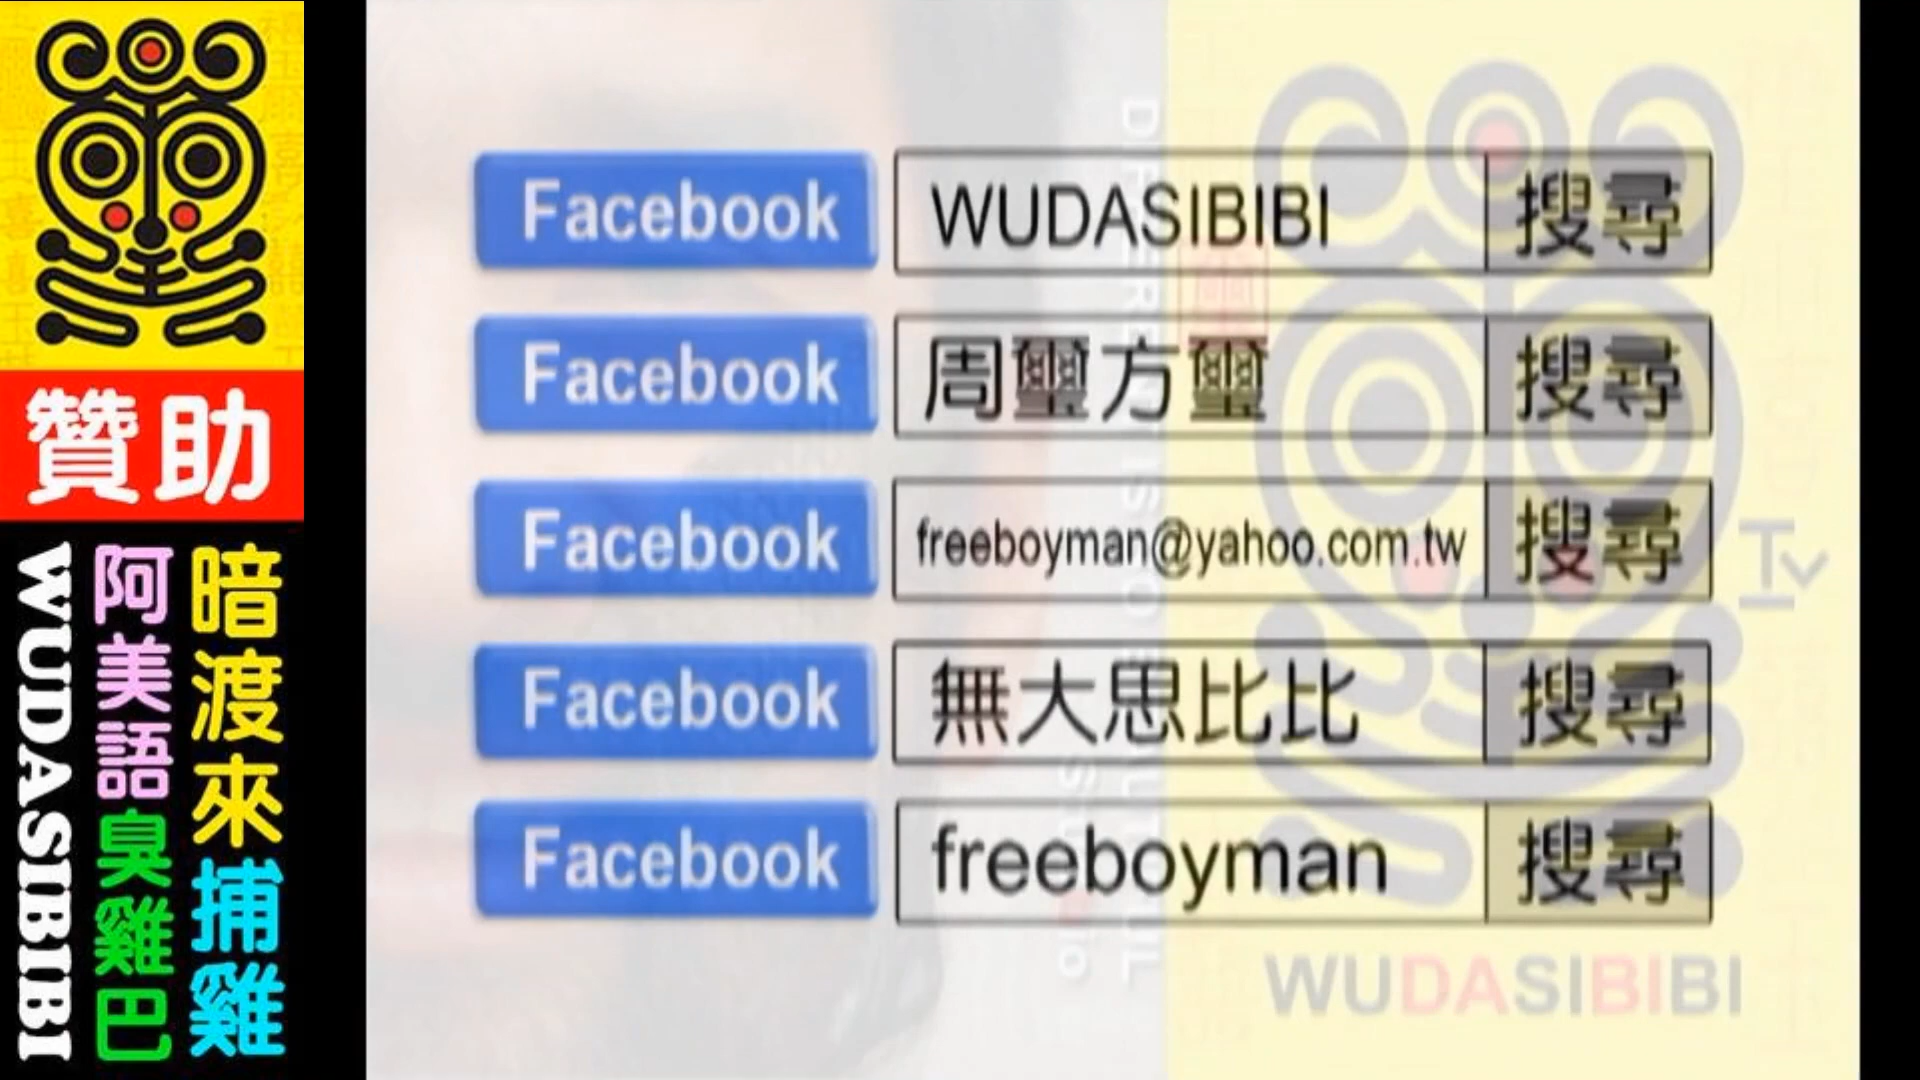 贊助
暗渡來捕雞
阿美語臭雞巴
WUDASIBIBI
Facebook WUDASIBIBI 搜尋
Facebook 周璽方璽 搜尋
Facebook freeboyman@yahoo.com.tw 搜尋
Facebook 無大思比比 搜尋
Facebook freeboyman 搜尋
TV
WUDASIBIBI